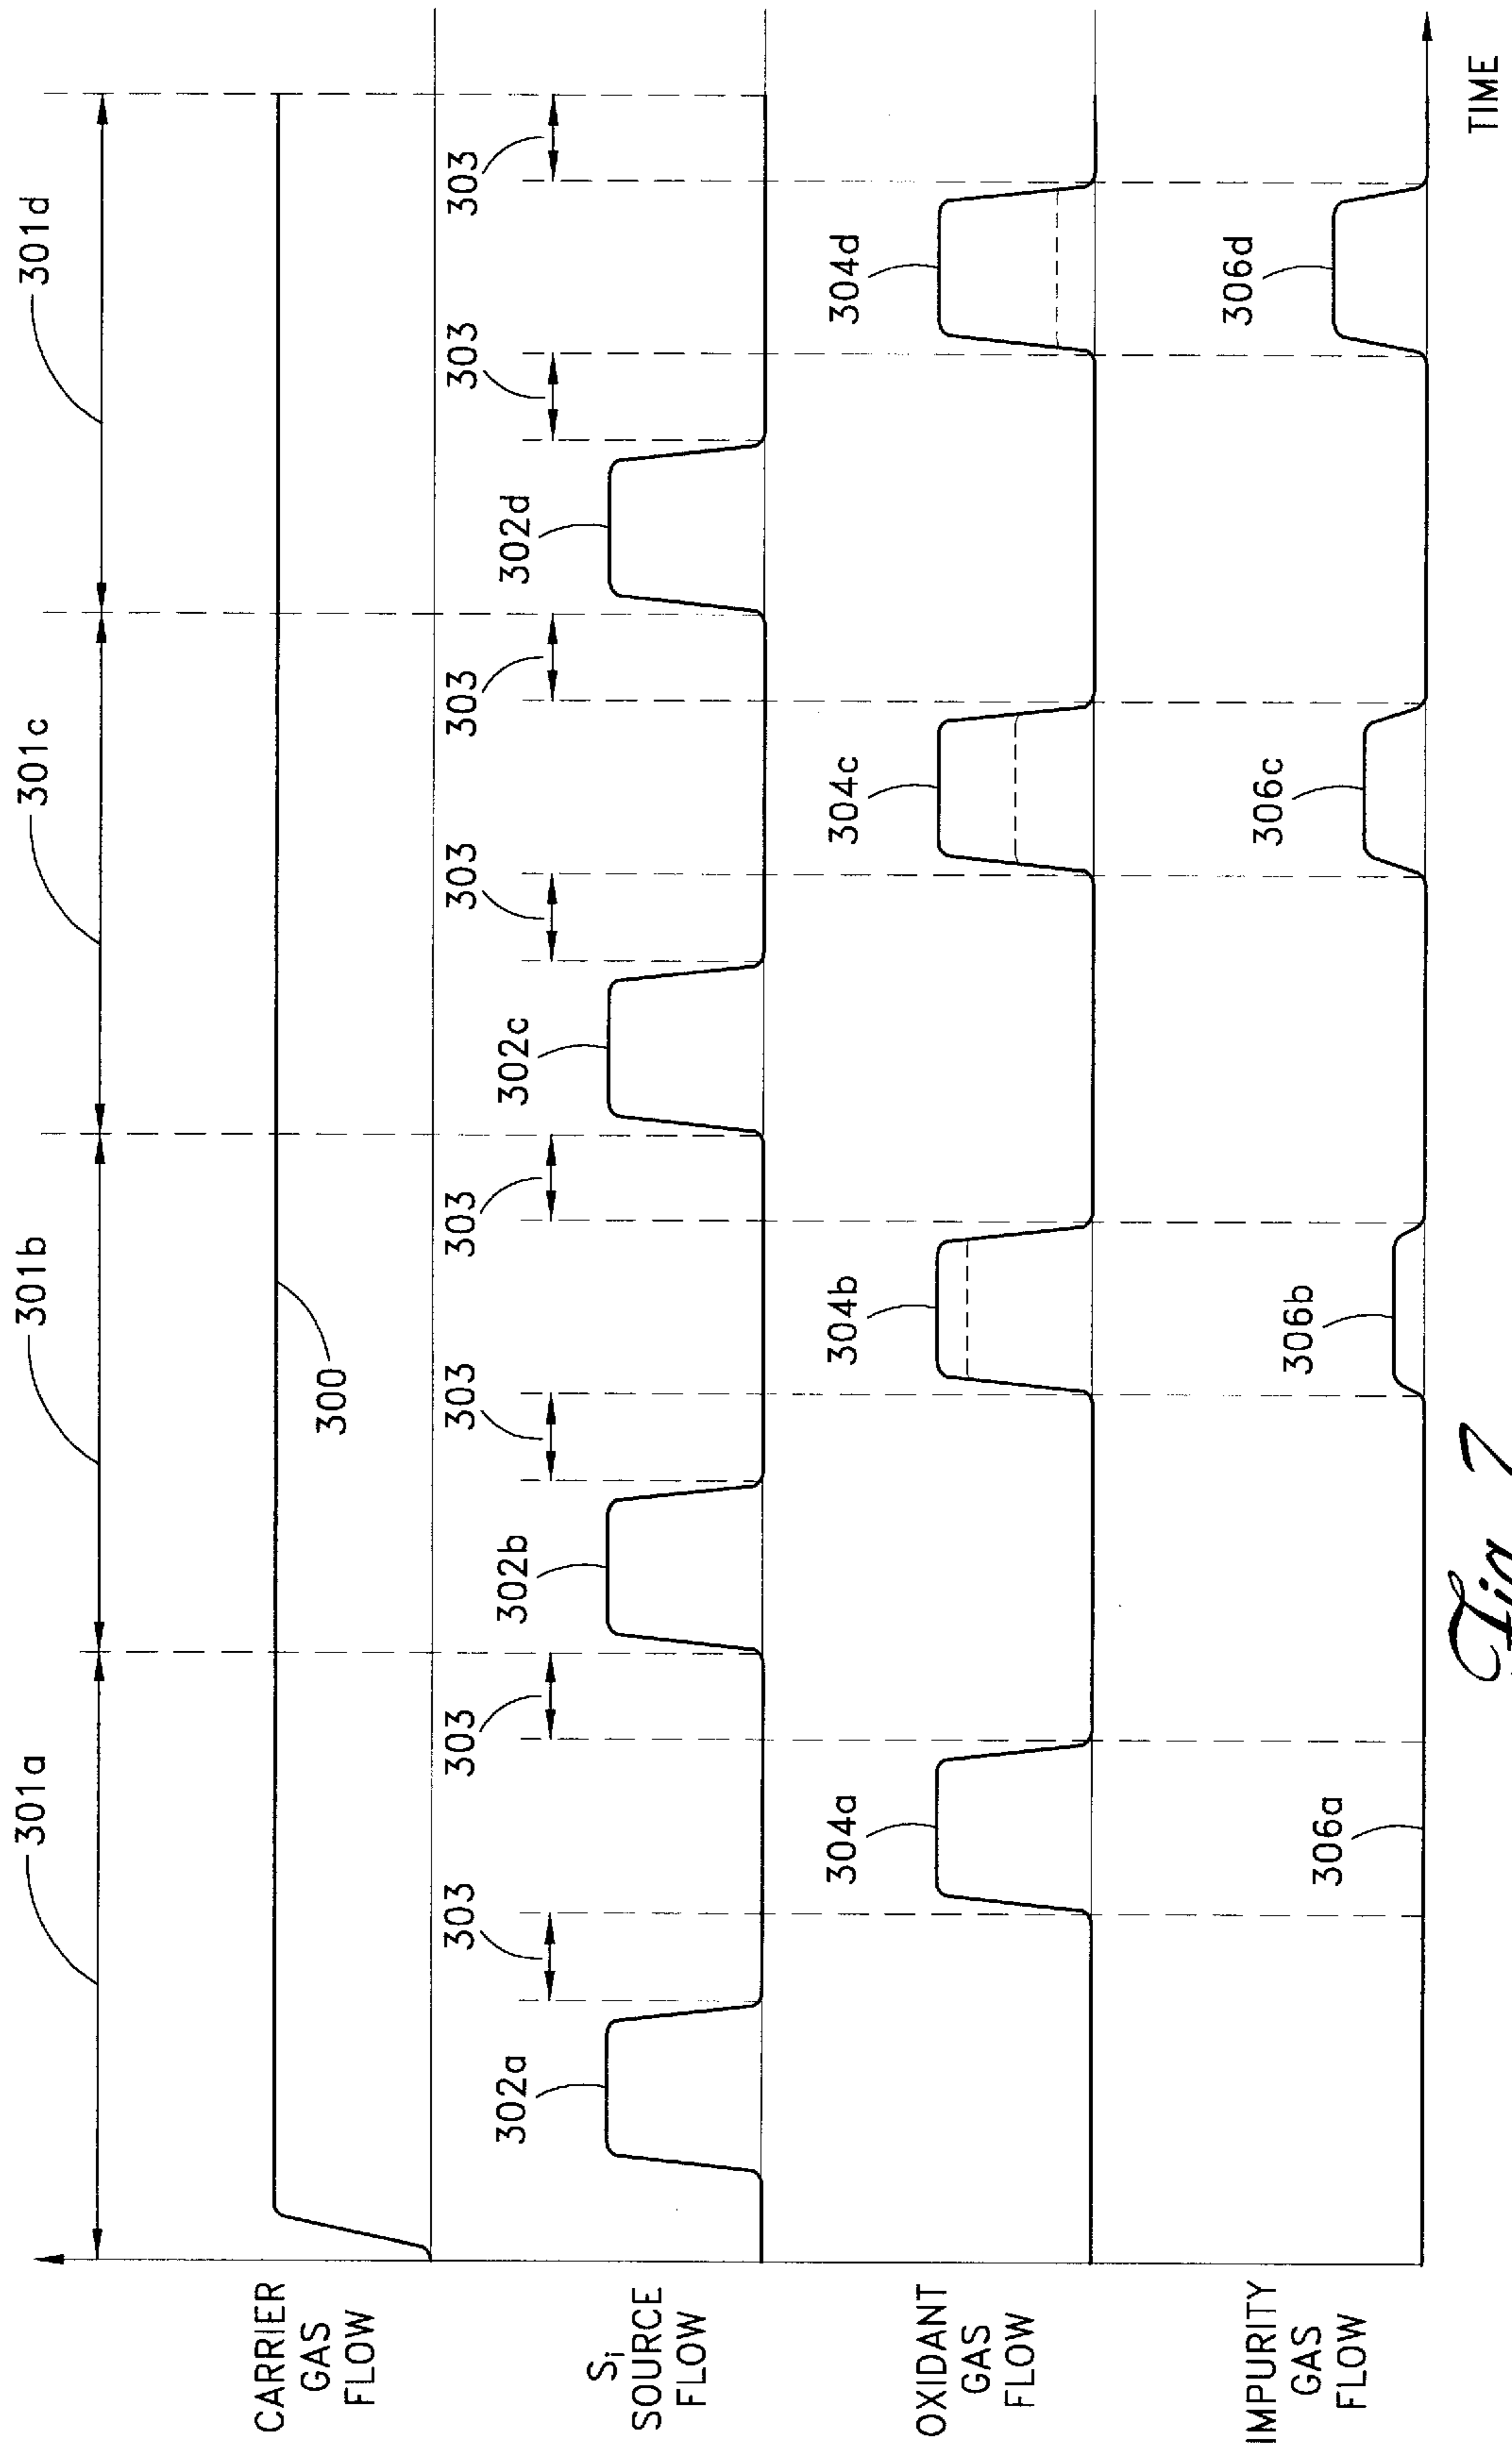 301a
301b
301c
301d
CARRIER
GAS
FLOW
300
Si
SOURCE
FLOW
302a
303
303
302b
303
303
302c
303
303
302d
303
303
OXIDANT
GAS
FLOW
304a
304b
304c
304d
IMPURITY
GAS
FLOW
306a
306b
306c
306d
TIME
Fig. 7